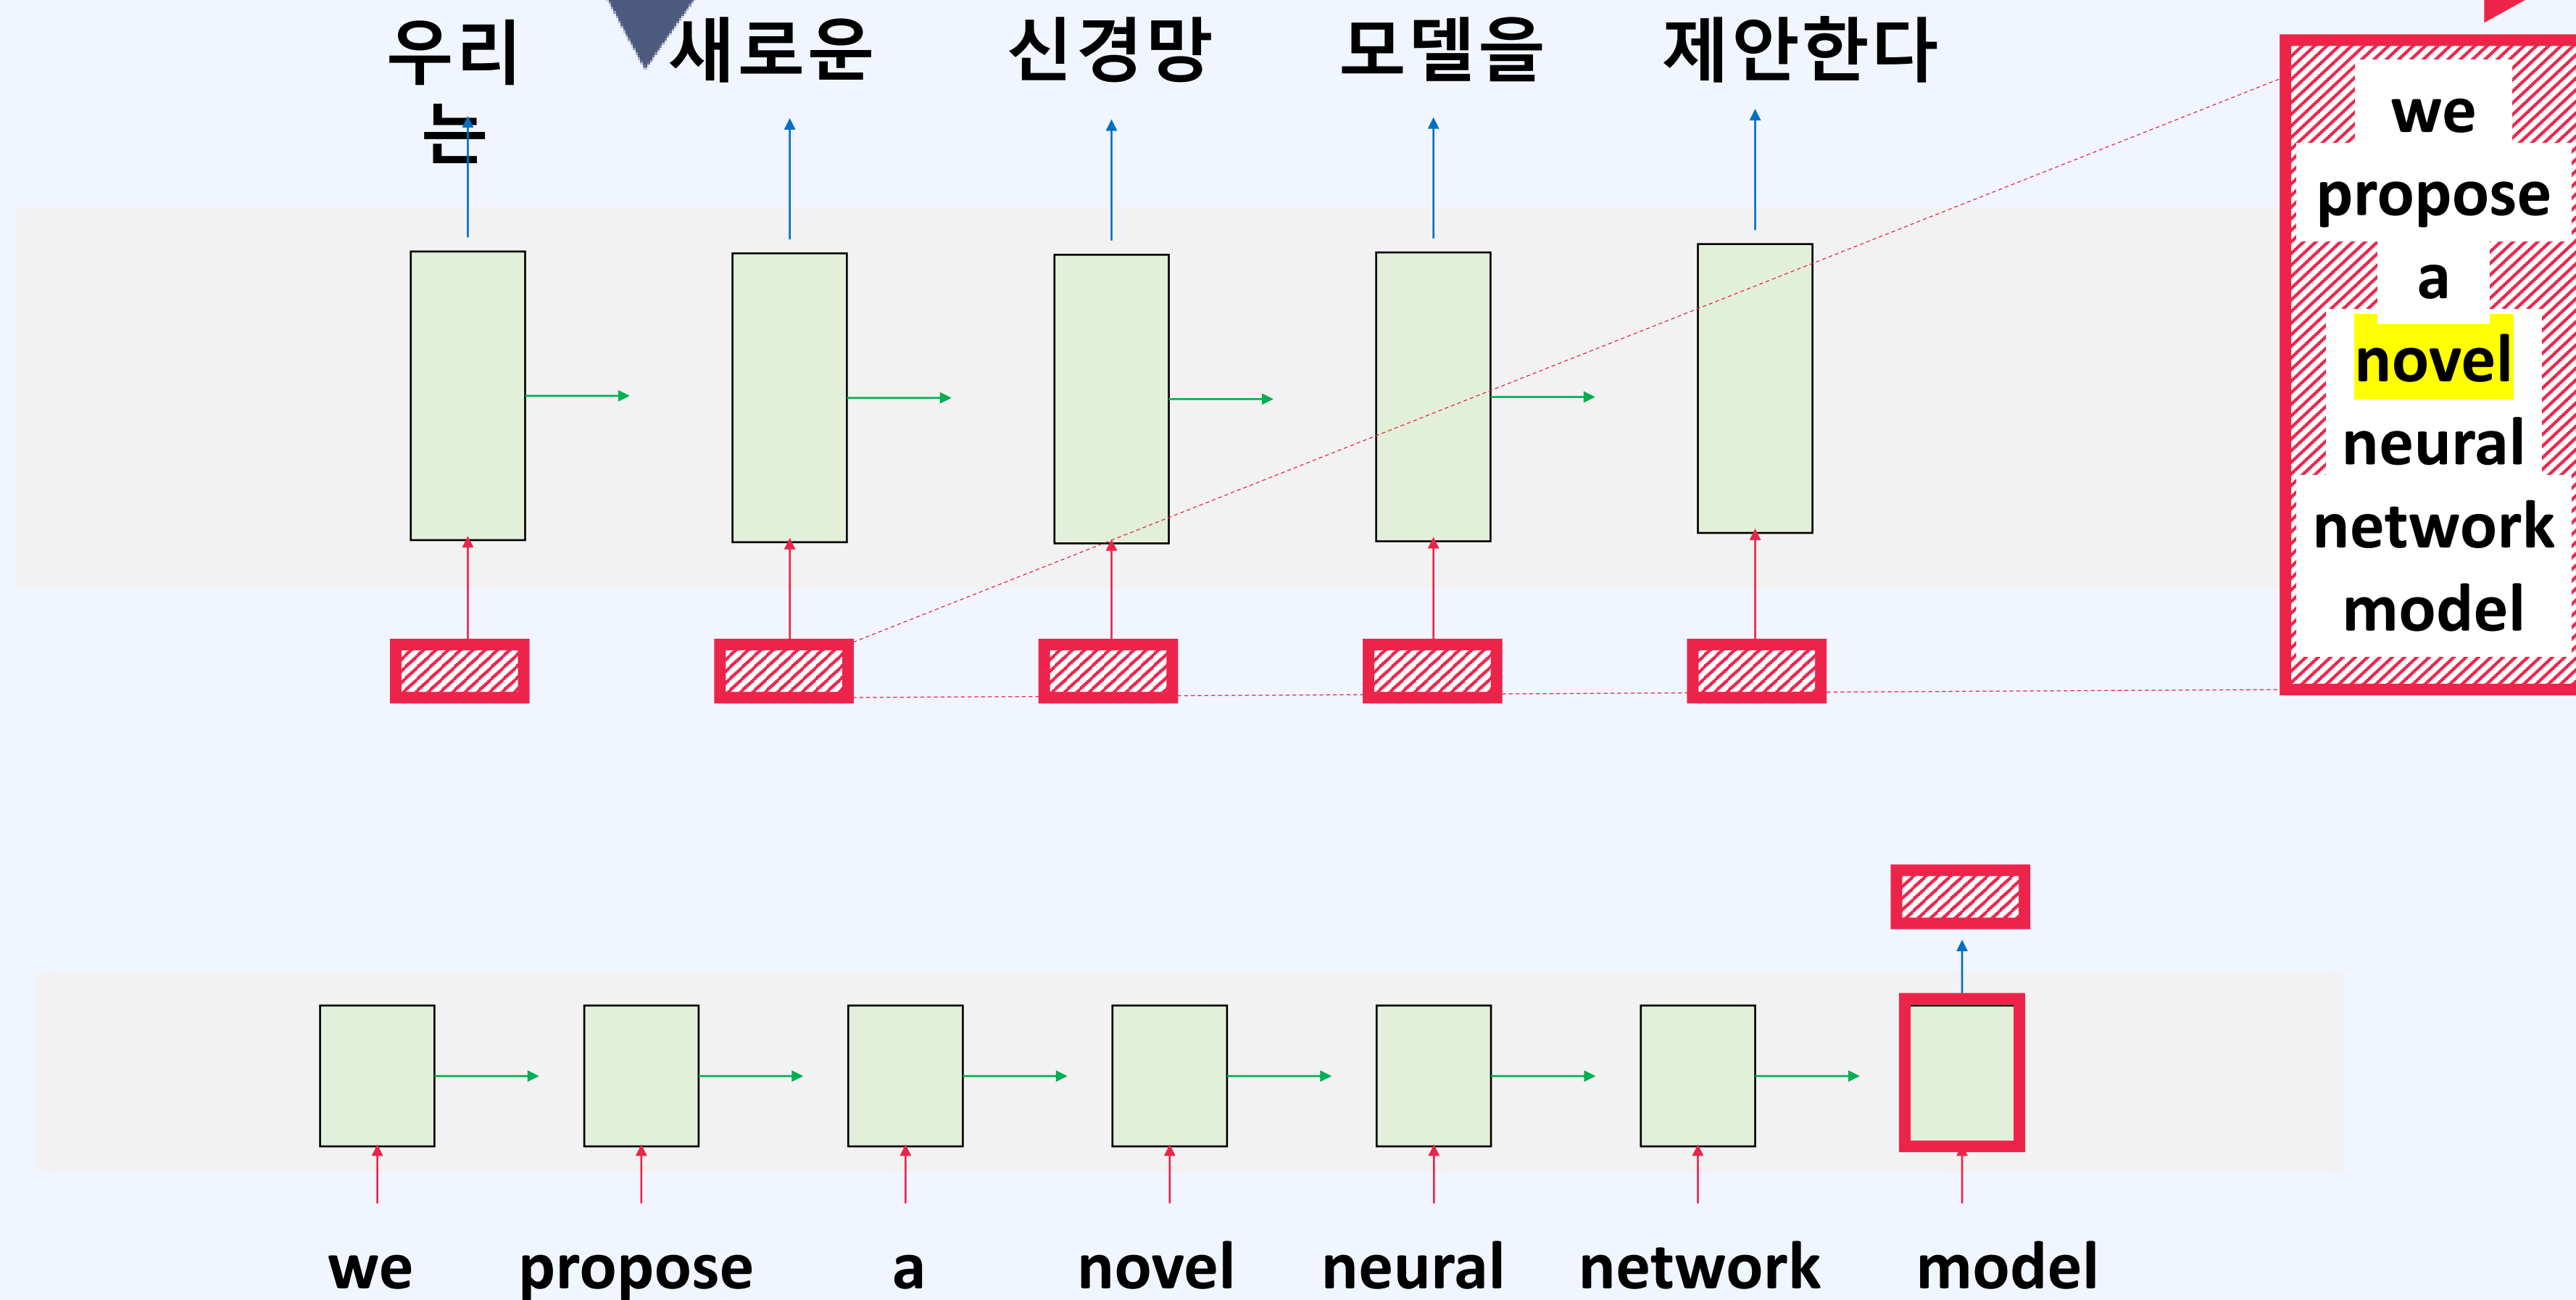 우리는 새로운 신경망 모델을 제안한다
we
propose
a
novel
neural
network
model
we propose a novel neural network model